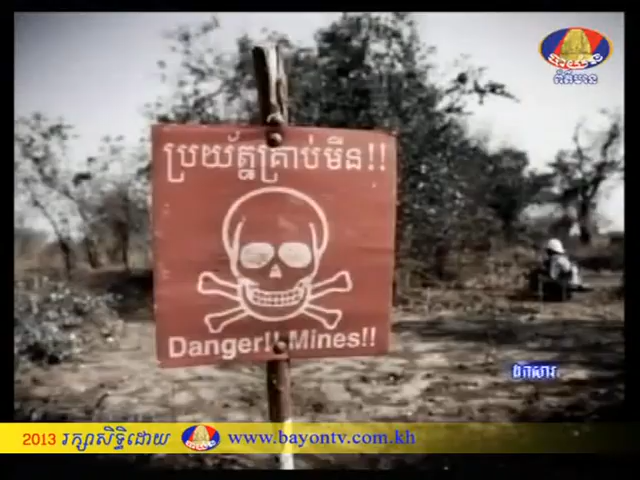 ប្រយ័ត្នគ្រាប់មីន!!
Danger!! Mines!!
ឯកសារ
2013 រក្សាសិទ្ធិដោយ www.bayontv.com.kh